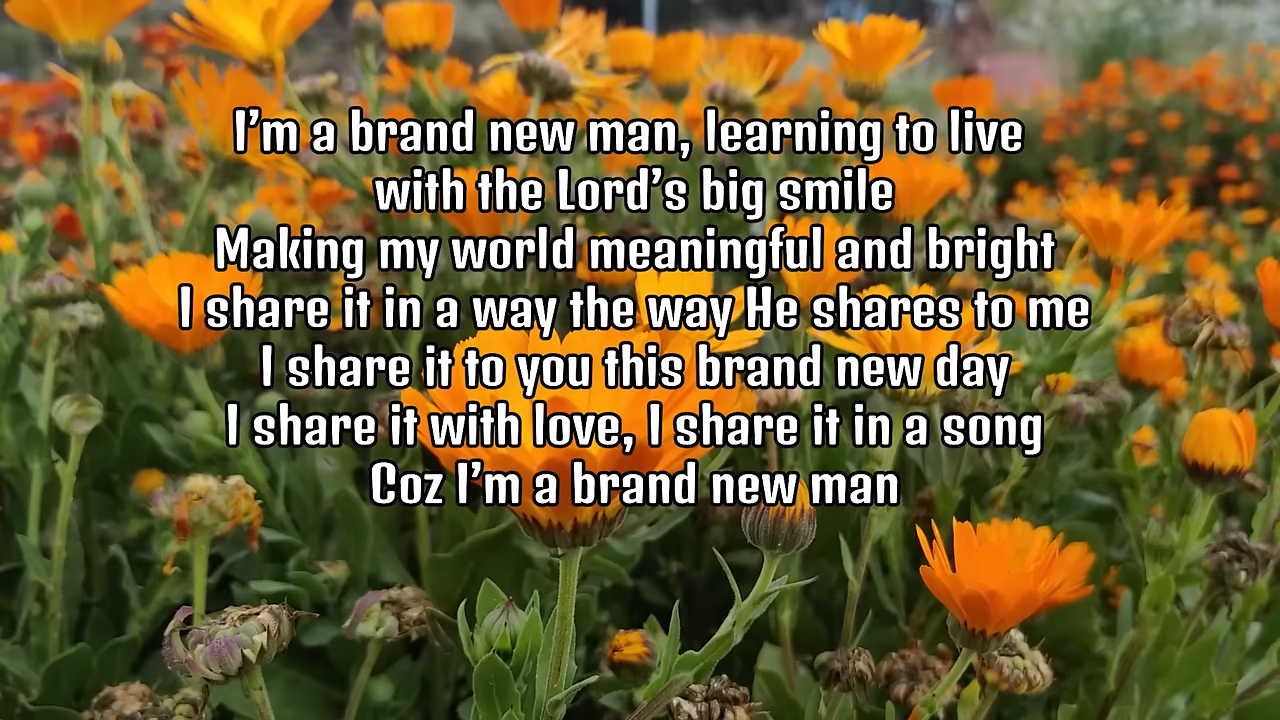 I’m a brand new man, learning to live
with the Lord’s big smile
Making my world meaningful and bright
I share it in a way the way He shares to me
I share it to you this brand new day
I share it with love, I share it in a song
Coz I’m a brand new man